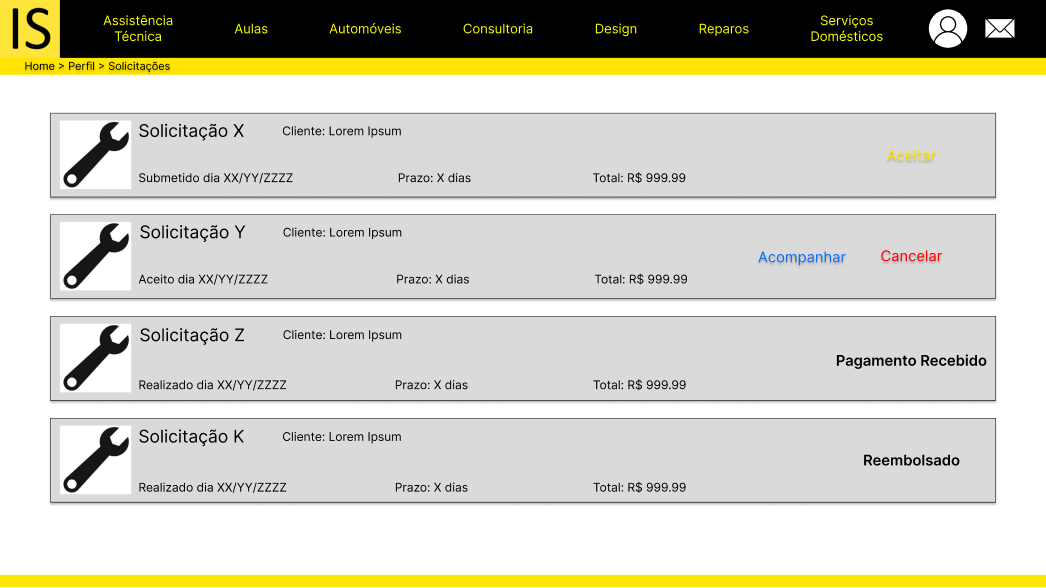 IS
Assistência
Técnica
Aulas
Automóveis
Consultoria
Design
Reparos
Serviços
Domésticos
Home > Perfil > Solicitações
Solicitação X
Cliente: Lorem Ipsum
Submetido dia XX/YY/ZZZZ
Prazo: X dias
Total: R$ 999.99
Aceitar
Solicitação Y
Cliente: Lorem Ipsum
Aceito dia XX/YY/ZZZZ
Prazo: X dias
Total: R$ 999.99
Acompanhar
Cancelar
Solicitação Z
Cliente: Lorem Ipsum
Realizado dia XX/YY/ZZZZ
Prazo: X dias
Total: R$ 999.99
Pagamento Recebido
Solicitação K
Cliente: Lorem Ipsum
Realizado dia XX/YY/ZZZZ
Prazo: X dias
Total: R$ 999.99
Reembolsado